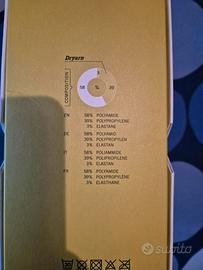 Dryarn
COMPOSITION
3
58 % 39
EN 58% POLYAMIDE
39% POLYPROPYLENE
3% ELASTANE
DE 58% POLYAMID
39% POLYPROPYLEN
3% ELASTAN
IT 58% POLIAMMIDE
39% POLIPROPILENE
3% ELASTAN
FR 58% POLYAMIDE
39% POLYPROPYLÈNE
3% ELASTHANE
subito